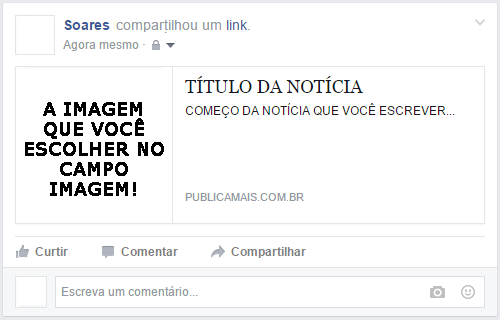 Soares compartilhou um link.
Agora mesmo ·
A IMAGEM
QUE VOCÊ
ESCOLHER NO
CAMPO
IMAGEM!
TÍTULO DA NOTÍCIA
COMEÇO DA NOTÍCIA QUE VOCÊ ESCREVER...
PUBLICAMAIS.COM.BR
Curtir Comentar Compartilhar
Escreva um comentário...